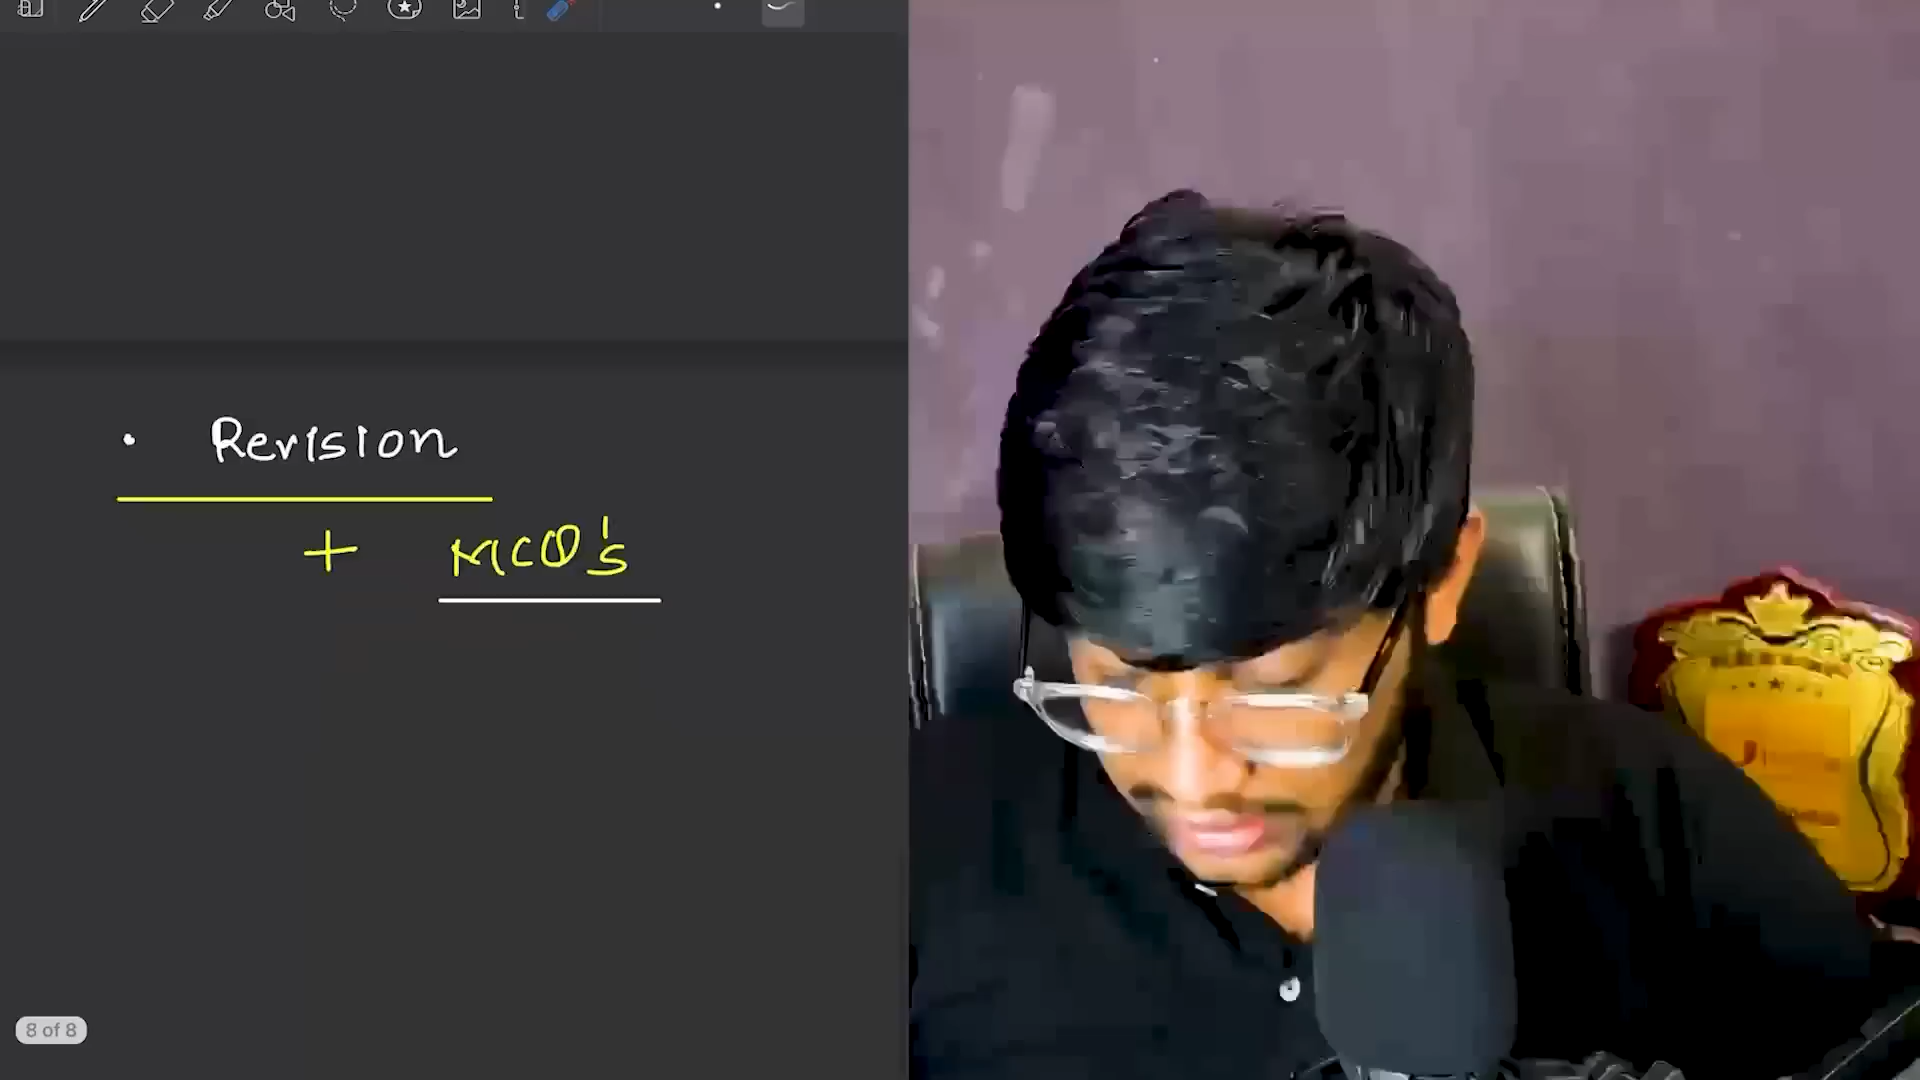 • Revision
+ MCQ's
8 of 8